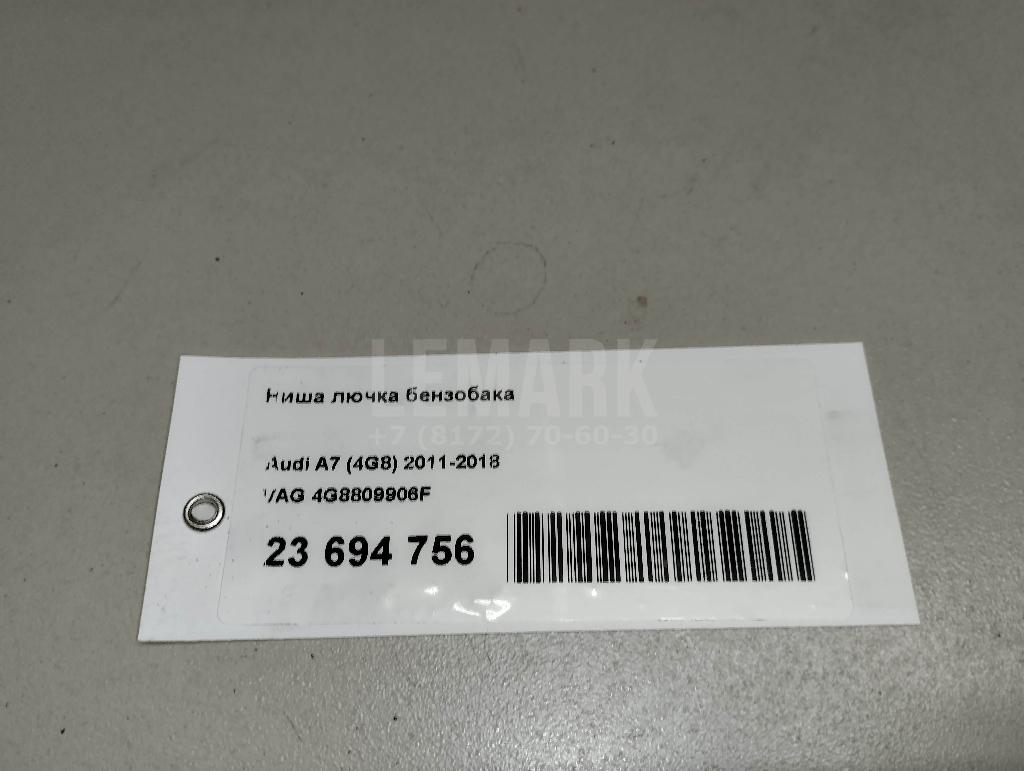 LEMARK
Ниша лючка бензобака
+7 (8172) 70-60-30
Audi A7 (4G8) 2011-2018
VAG 4G8809906F
23 694 756